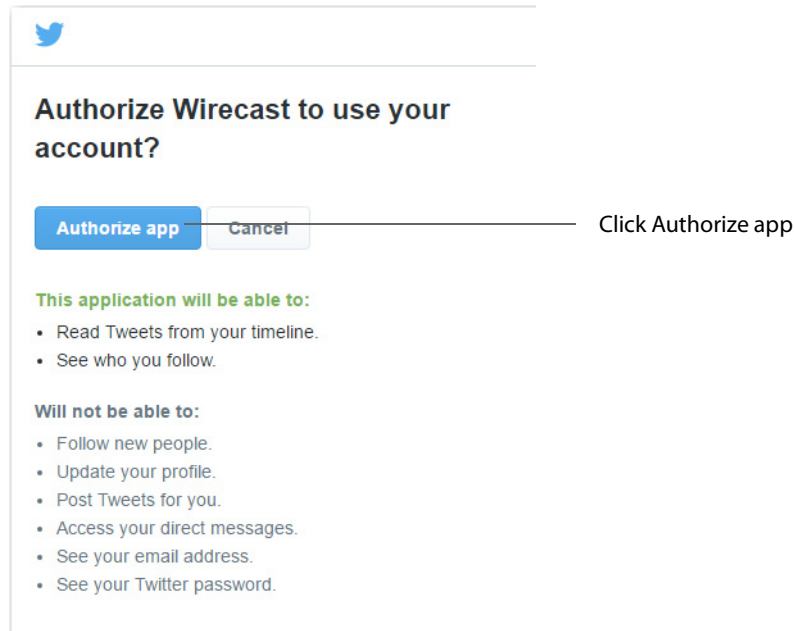 Authorize Wirecast to use your
account?
Authorize app
Cancel
Click Authorize app
This application will be able to:
• Read Tweets from your timeline.
• See who you follow.
Will not be able to:
• Follow new people.
• Update your profile.
• Post Tweets for you.
• Access your direct messages.
• See your email address.
• See your Twitter password.